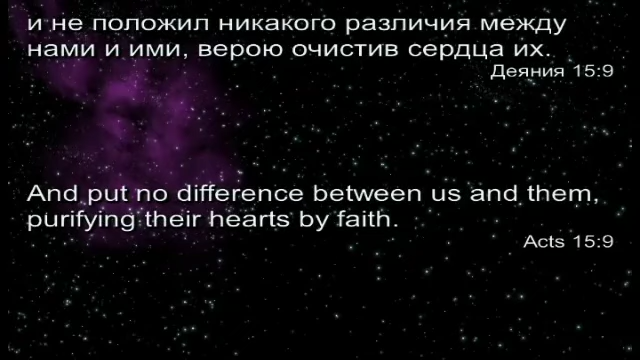 и не положил никакого различия между
нами и ими, верою очистив сердца их.
Деяния 15:9
And put no difference between us and them,
purifying their hearts by faith.
Acts 15:9